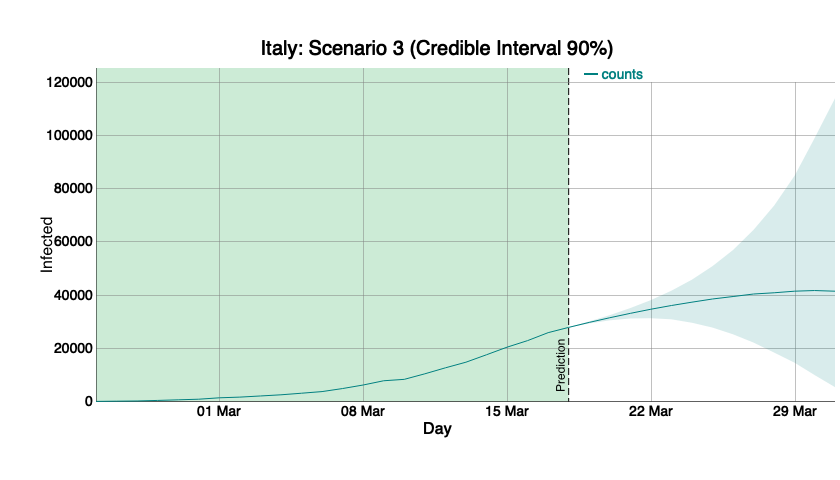 Italy: Scenario 3 (Credible Interval 90%)
counts
120000
100000
80000
60000
40000
20000
0
Infected
Prediction
01 Mar
08 Mar
15 Mar
22 Mar
29 Mar
Day